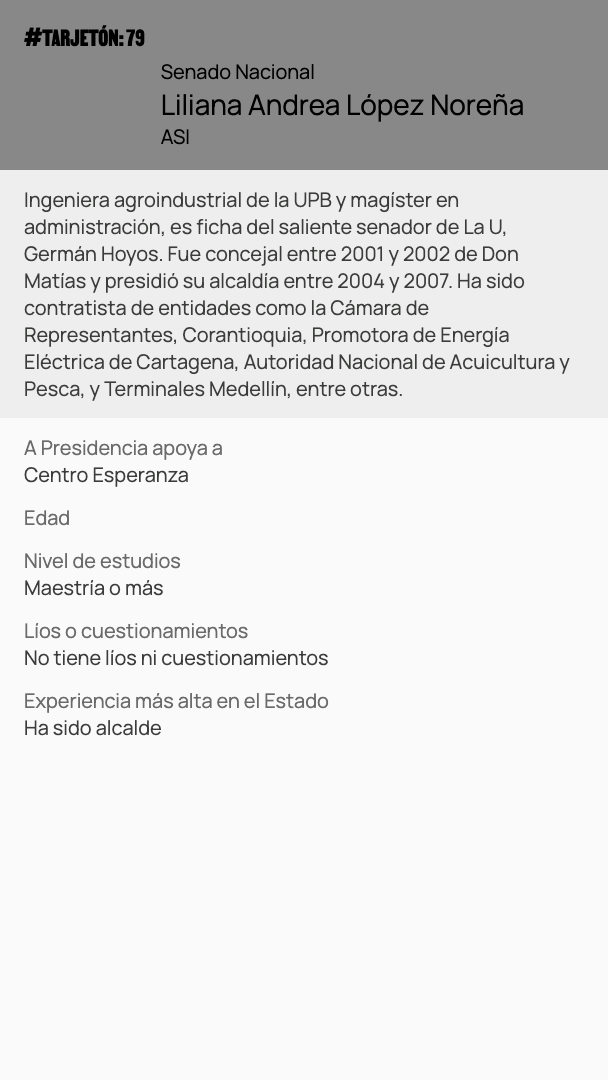 #TARJETÓN: 79
Senado Nacional
Liliana Andrea López Noreña
ASI
Ingeniera agroindustrial de la UPB y magíster en
administración, es ficha del saliente senador de La U,
Germán Hoyos. Fue concejal entre 2001 y 2002 de Don
Matías y presidió su alcaldía entre 2004 y 2007. Ha sido
contratista de entidades como la Cámara de
Representantes, Corantioquia, Promotora de Energía
Eléctrica de Cartagena, Autoridad Nacional de Acuicultura y
Pesca, y Terminales Medellín, entre otras.
A Presidencia apoya a
Centro Esperanza
Edad
Nivel de estudios
Maestría o más
Líos o cuestionamientos
No tiene líos ni cuestionamientos
Experiencia más alta en el Estado
Ha sido alcalde